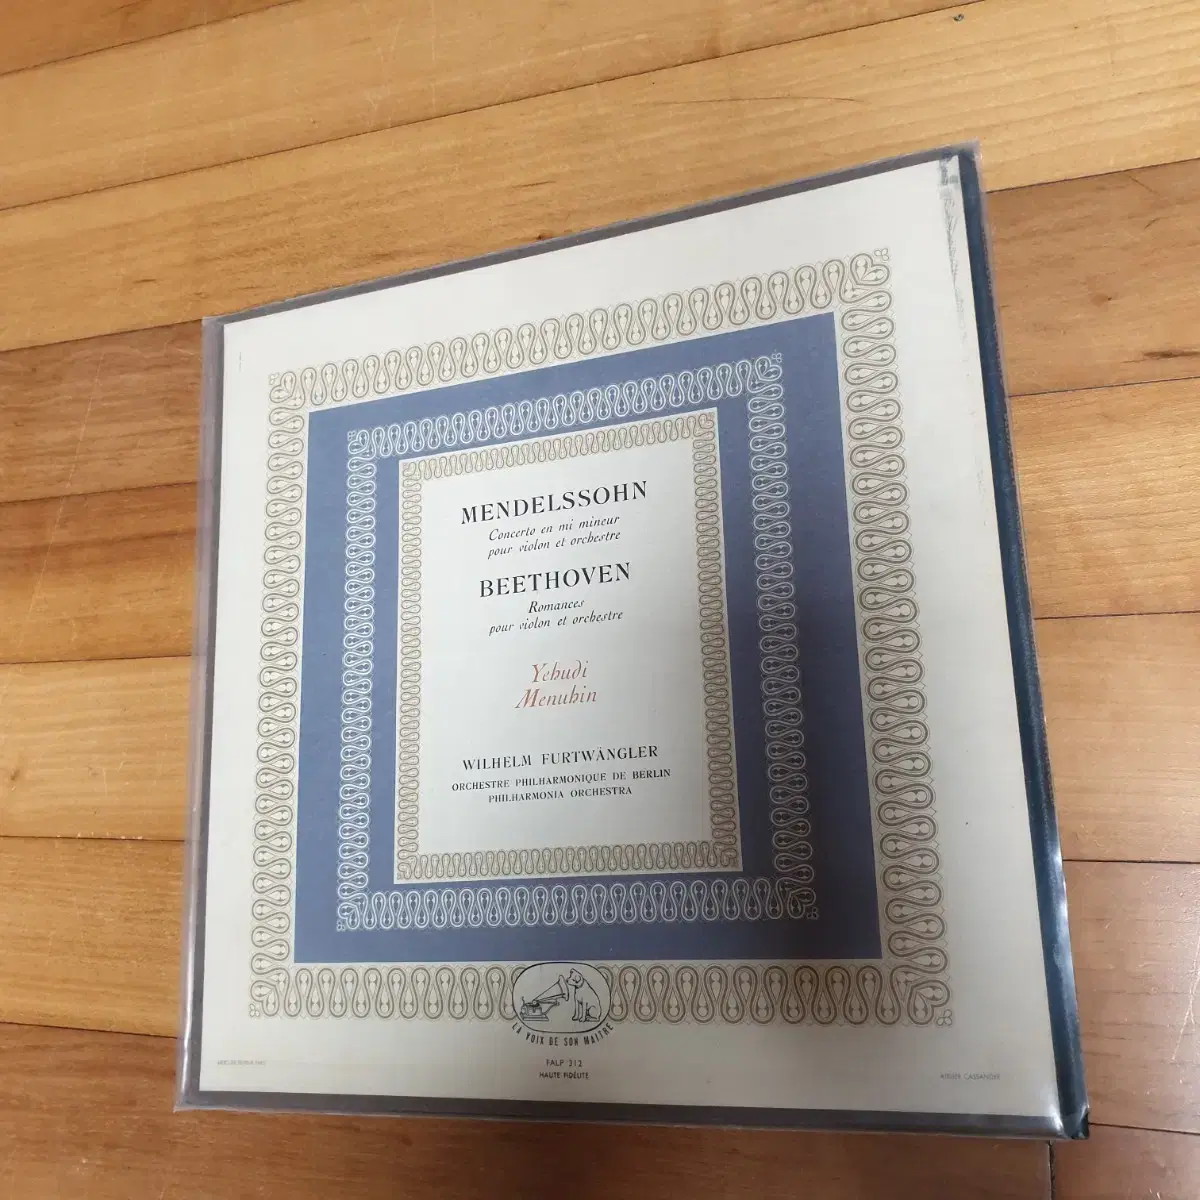 MENDELSSOHN
Concerto en mi mineur
pour violon et orchestre
BEETHOVEN
Romances
pour violon et orchestre
Yehudi
Menuhin
WILHELM FURTWÄNGLER
ORCHESTRE PHILHARMONIQUE DE BERLIN
PHILHARMONIA ORCHESTRA
LA VOIX DE SON MAITRE
FALP 312
HAUTE FIDÉLITÉ
ATELIER CASSANDRE